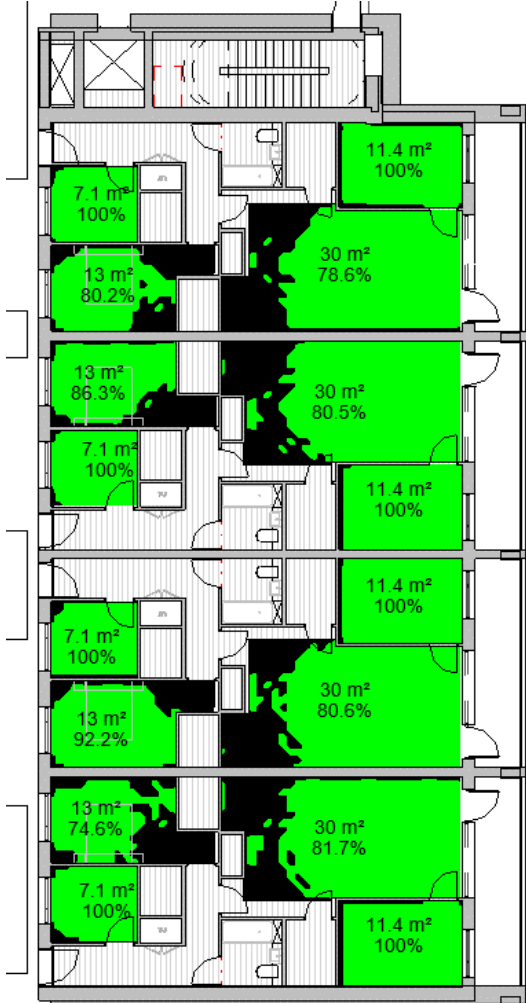 11.4 m²
100%
7.1 m²
100%
30 m²
78.6%
13 m²
80.2%
13 m²
86.3%
30 m²
80.5%
7.1 m²
100%
11.4 m²
100%
11.4 m²
100%
7.1 m²
100%
30 m²
80.6%
13 m²
92.2%
13 m²
74.6%
30 m²
81.7%
7.1 m²
100%
11.4 m²
100%